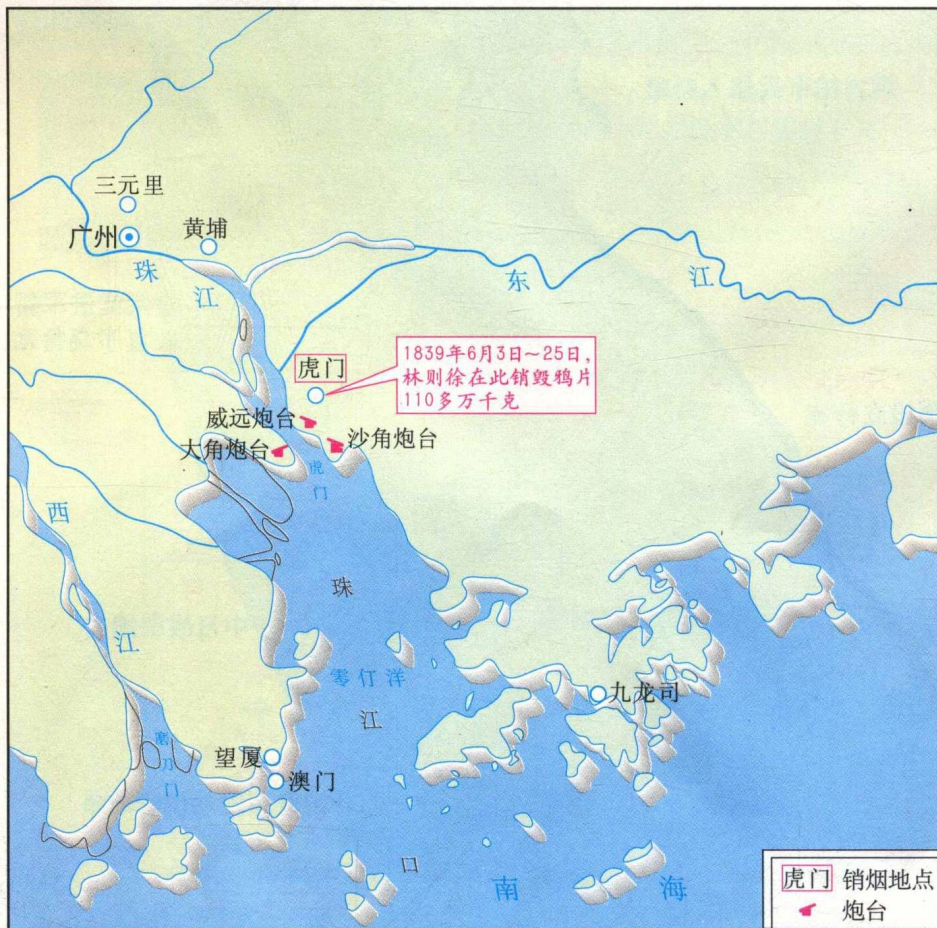 三元里
广州
黄埔
珠江
东江
虎门
1839年6月3日～25日，
林则徐在此销毁鸦片
110多万千克
威远炮台
大角炮台
沙角炮台
虎门
西江
珠江口
零仃洋
九龙司
磨刀门
望厦
澳门
南海
虎门 销烟地点
炮台